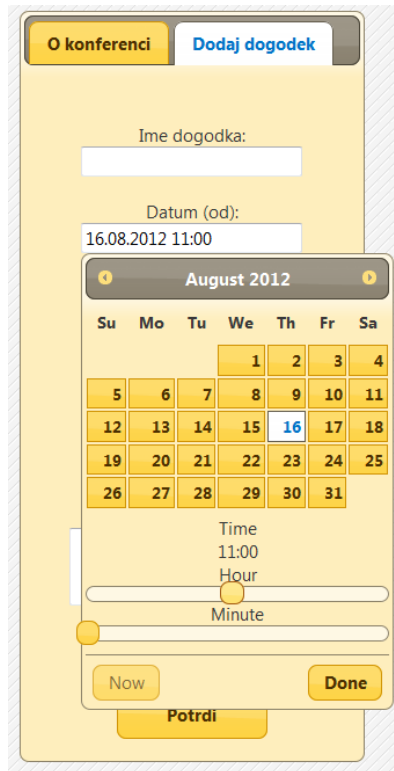 O konferenci Dodaj dogodek
Ime dogodka:
Datum (od):
16.08.2012 11:00
August 2012
Su Mo Tu We Th Fr Sa
1 2 3 4
5 6 7 8 9 10 11
12 13 14 15 16 17 18
19 20 21 22 23 24 25
26 27 28 29 30 31
Time
11:00
Hour
Minute
Now Done
Potrdi